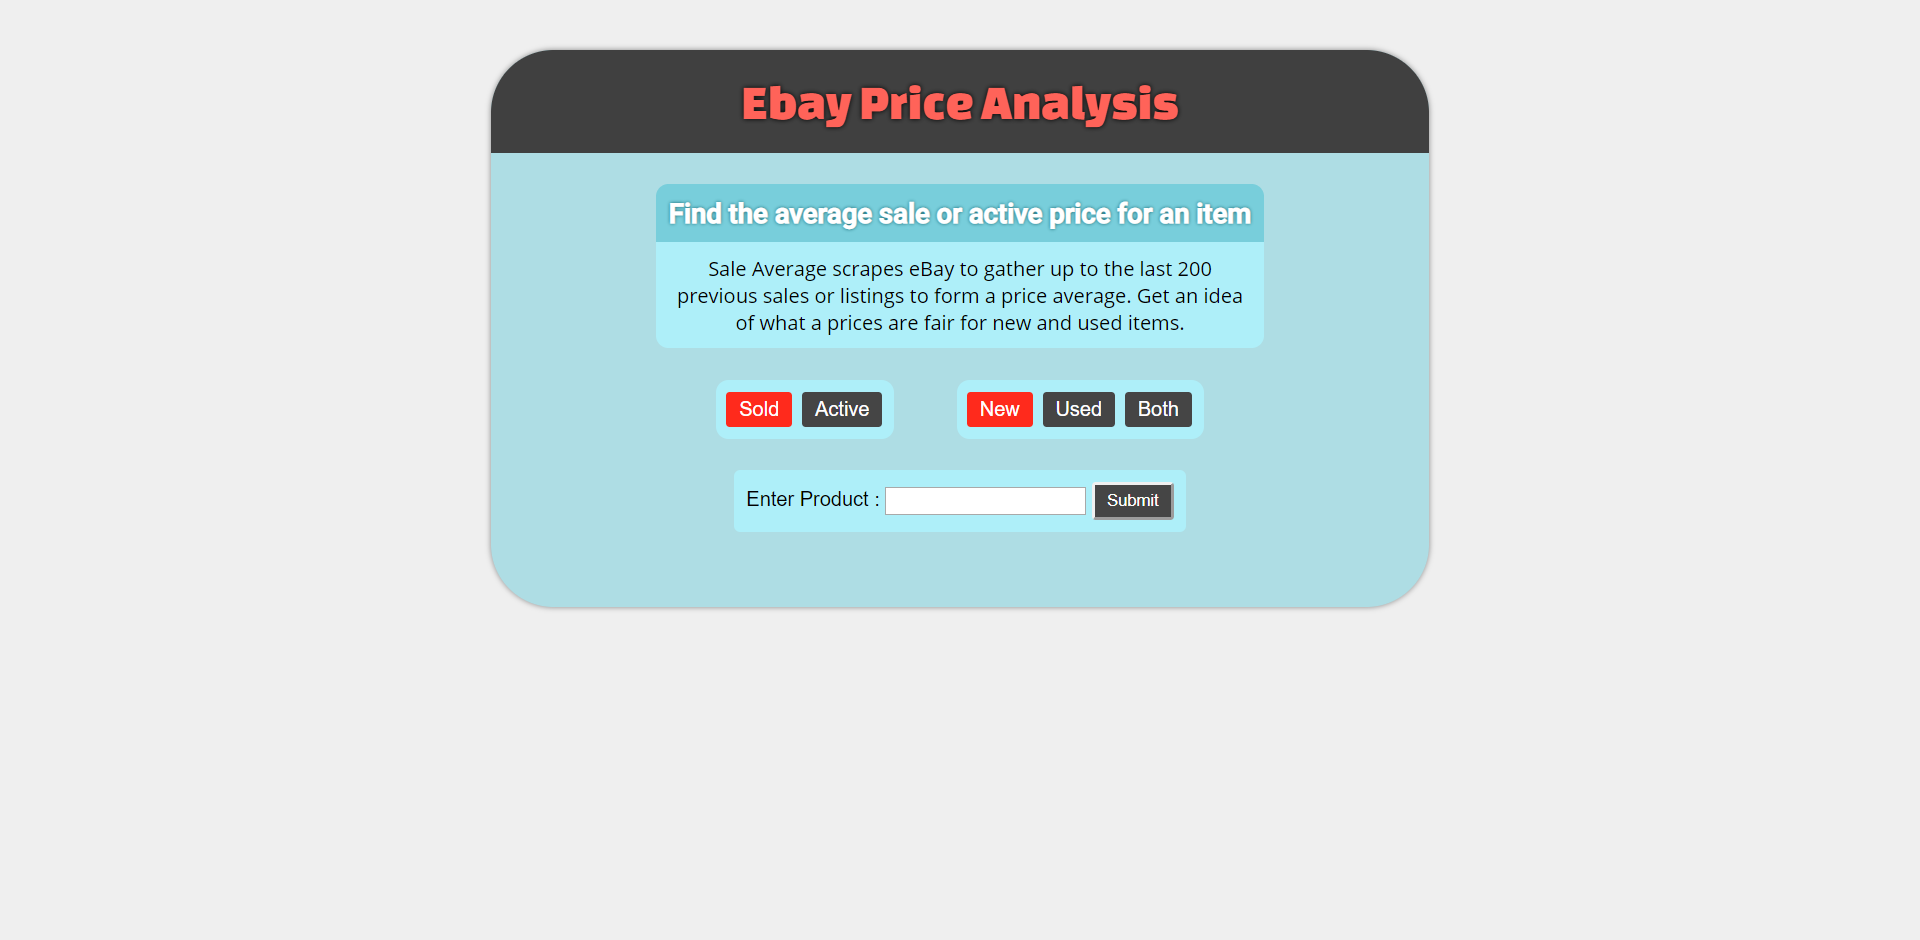 Ebay Price Analysis
Find the average sale or active price for an item
Sale Average scrapes eBay to gather up to the last 200
previous sales or listings to form a price average. Get an idea
of what a prices are fair for new and used items.
Sold Active New Used Both
Enter Product : Submit